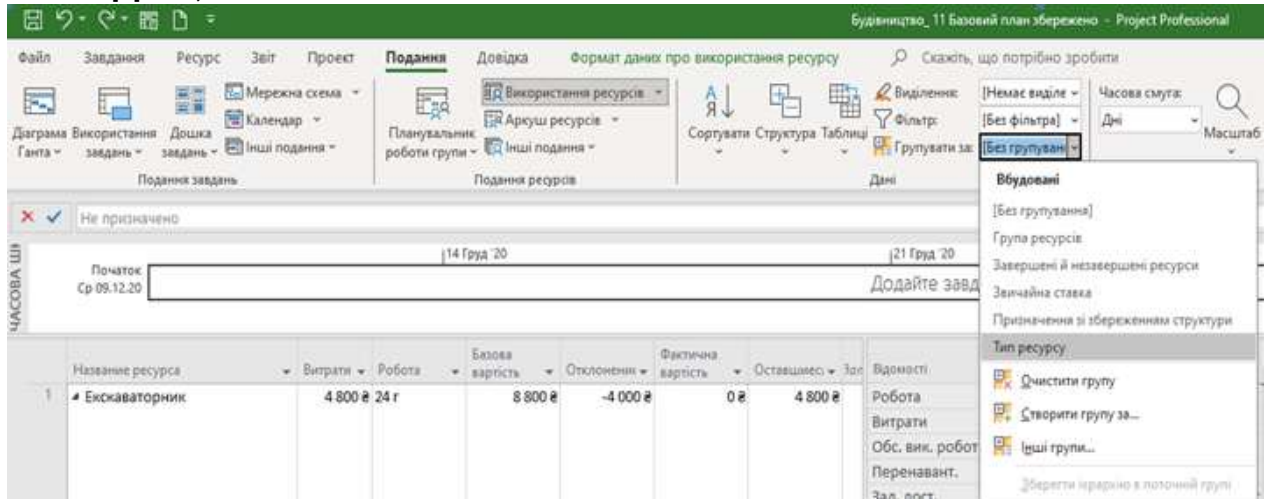 Будівництво_ 11 Базовий план збережено - Project Professional
Файл Завдання Ресурс Звіт Проект Подання Довідка Формат даних про використання ресурсу Скажіть, що потрібно зробити
Діаграма Ганта
Використання завдань
Дошка завдань
Мережна схема
Календар
Інші подання
Подання завдань
Планувальник роботи групи
Використання ресурсів
Аркуш ресурсів
Інші подання
Подання ресурсів
Сортувати Структура Таблиці
Виділення: [Немає виділе
Фільтр: [Без фільтра]
Групувати за: [Без групуван
Дані
Часова смуга:
Дні
Масштаб
Не призначено
ЧАСОВА
14 Груд '20 21 Груд '20
Початок
Ср 09.12.20
Додайте завд
Название ресурса Витрати Робота Базова вартість Отклонение Фактична вартість Відомості
1 Екскаваторник 4 800 ₴ 24 г 8 800 ₴ -4 000 ₴ 0 ₴ 4 800 ₴ Робота
Витрати
Обс. вик. робот
Перенавант.
Зал. дост.
Вбудовані
[Без групування]
Група ресурсів
Завершені й незавершені ресурси
Звичайна ставка
Призначення зі збереженням структури
Тип ресурсу
Очистити групу
Створити групу за...
Інші групи...
Зберегти ієрархію в поточній групі